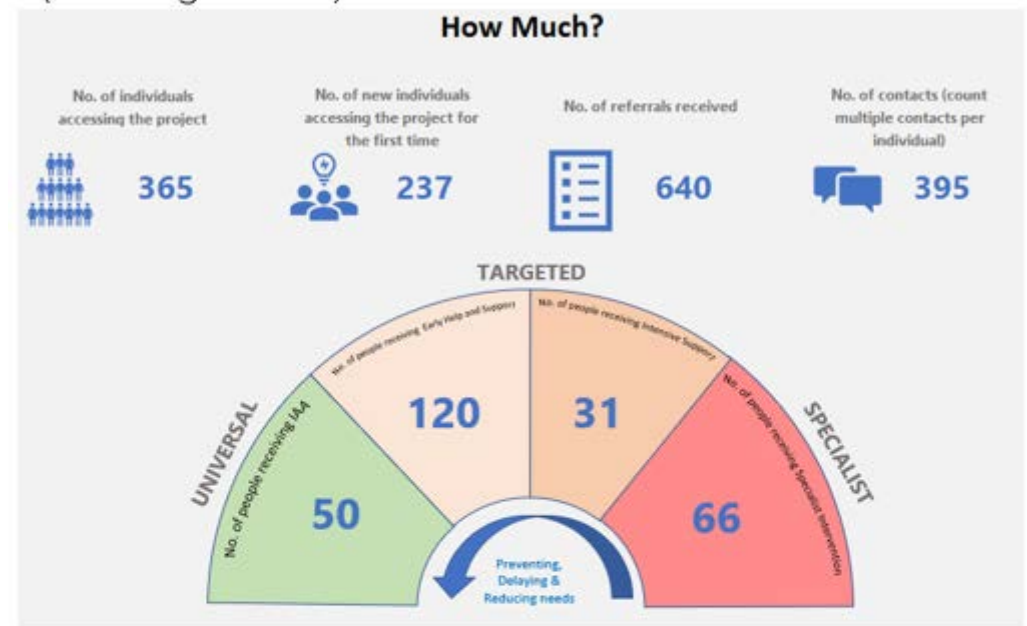 How Much?
No. of individuals
accessing the project
365
No. of new individuals
accessing the project for
the first time
237
No. of referrals received
640
No. of contacts (count
multiple contacts per
individual)
395
TARGETED
UNIVERSAL
SPECIALIST
No. of people receiving IAA
50
No. of people receiving Early Help and Support
120
No. of people receiving Intensive Support
31
No. of people receiving Specialist Intervention
66
Preventing,
Delaying &
Reducing needs